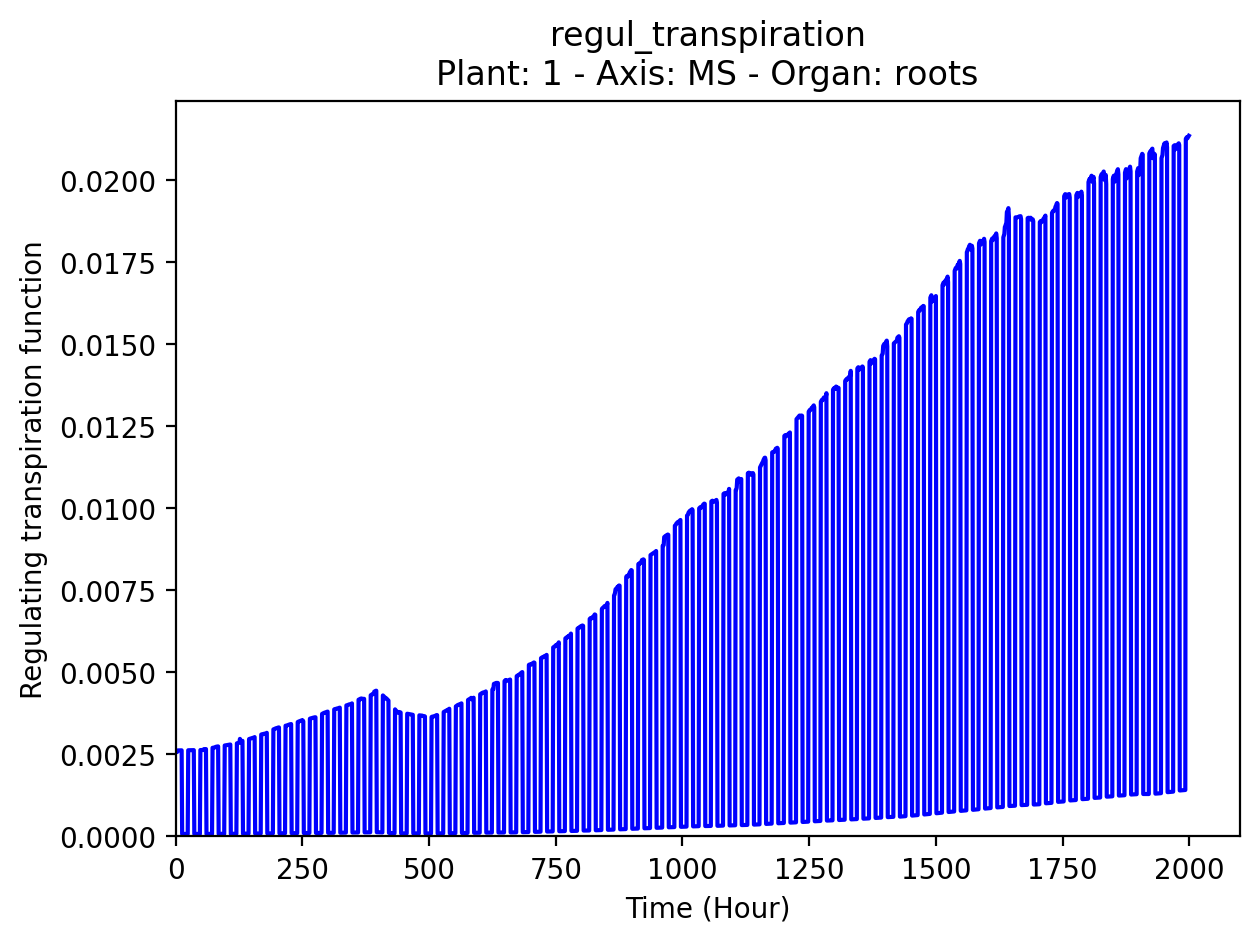 regul_transpiration
Plant: 1 - Axis: MS - Organ: roots
Regulating transpiration function
0.0200
0.0175
0.0150
0.0125
0.0100
0.0075
0.0050
0.0025
0.0000
0 250 500 750 1000 1250 1500 1750 2000
Time (Hour)